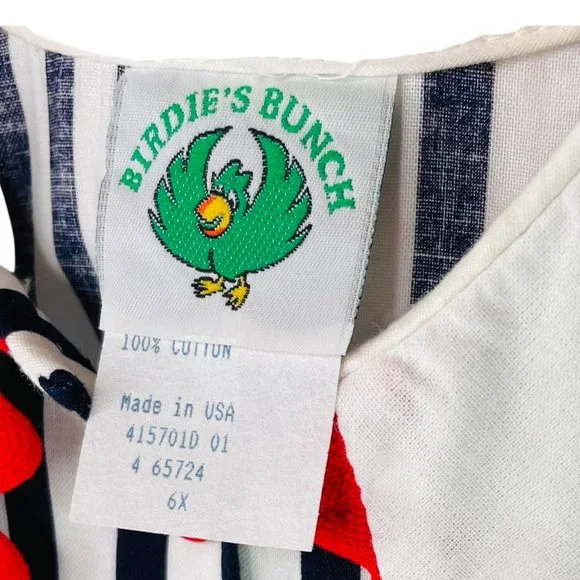 BIRDIE'S BUNCH
100% COTTON
Made in USA
415701D 01
4 65724
6X